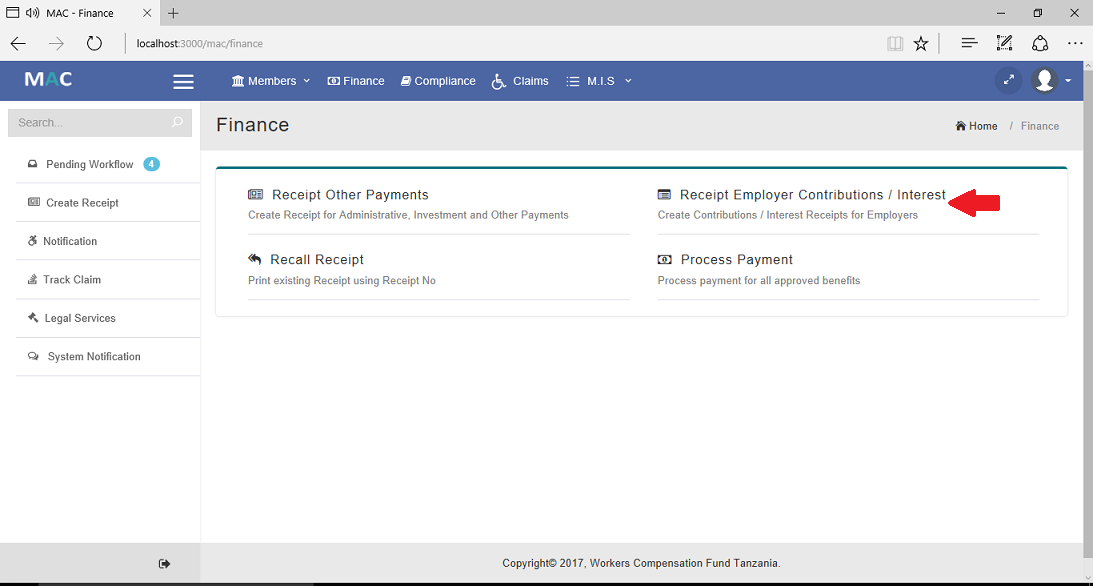 MAC - Finance
localhost:3000/mac/finance
MAC Members Finance Compliance Claims M.I.S
Search...
Finance
Home / Finance
Pending Workflow 4
Create Receipt
Notification
Track Claim
Legal Services
System Notification
Receipt Other Payments
Create Receipt for Administrative, Investment and Other Payments
Receipt Employer Contributions / Interest
Create Contributions / Interest Receipts for Employers
Recall Receipt
Print existing Receipt using Receipt No
Process Payment
Process payment for all approved benefits
Copyright© 2017, Workers Compensation Fund Tanzania.